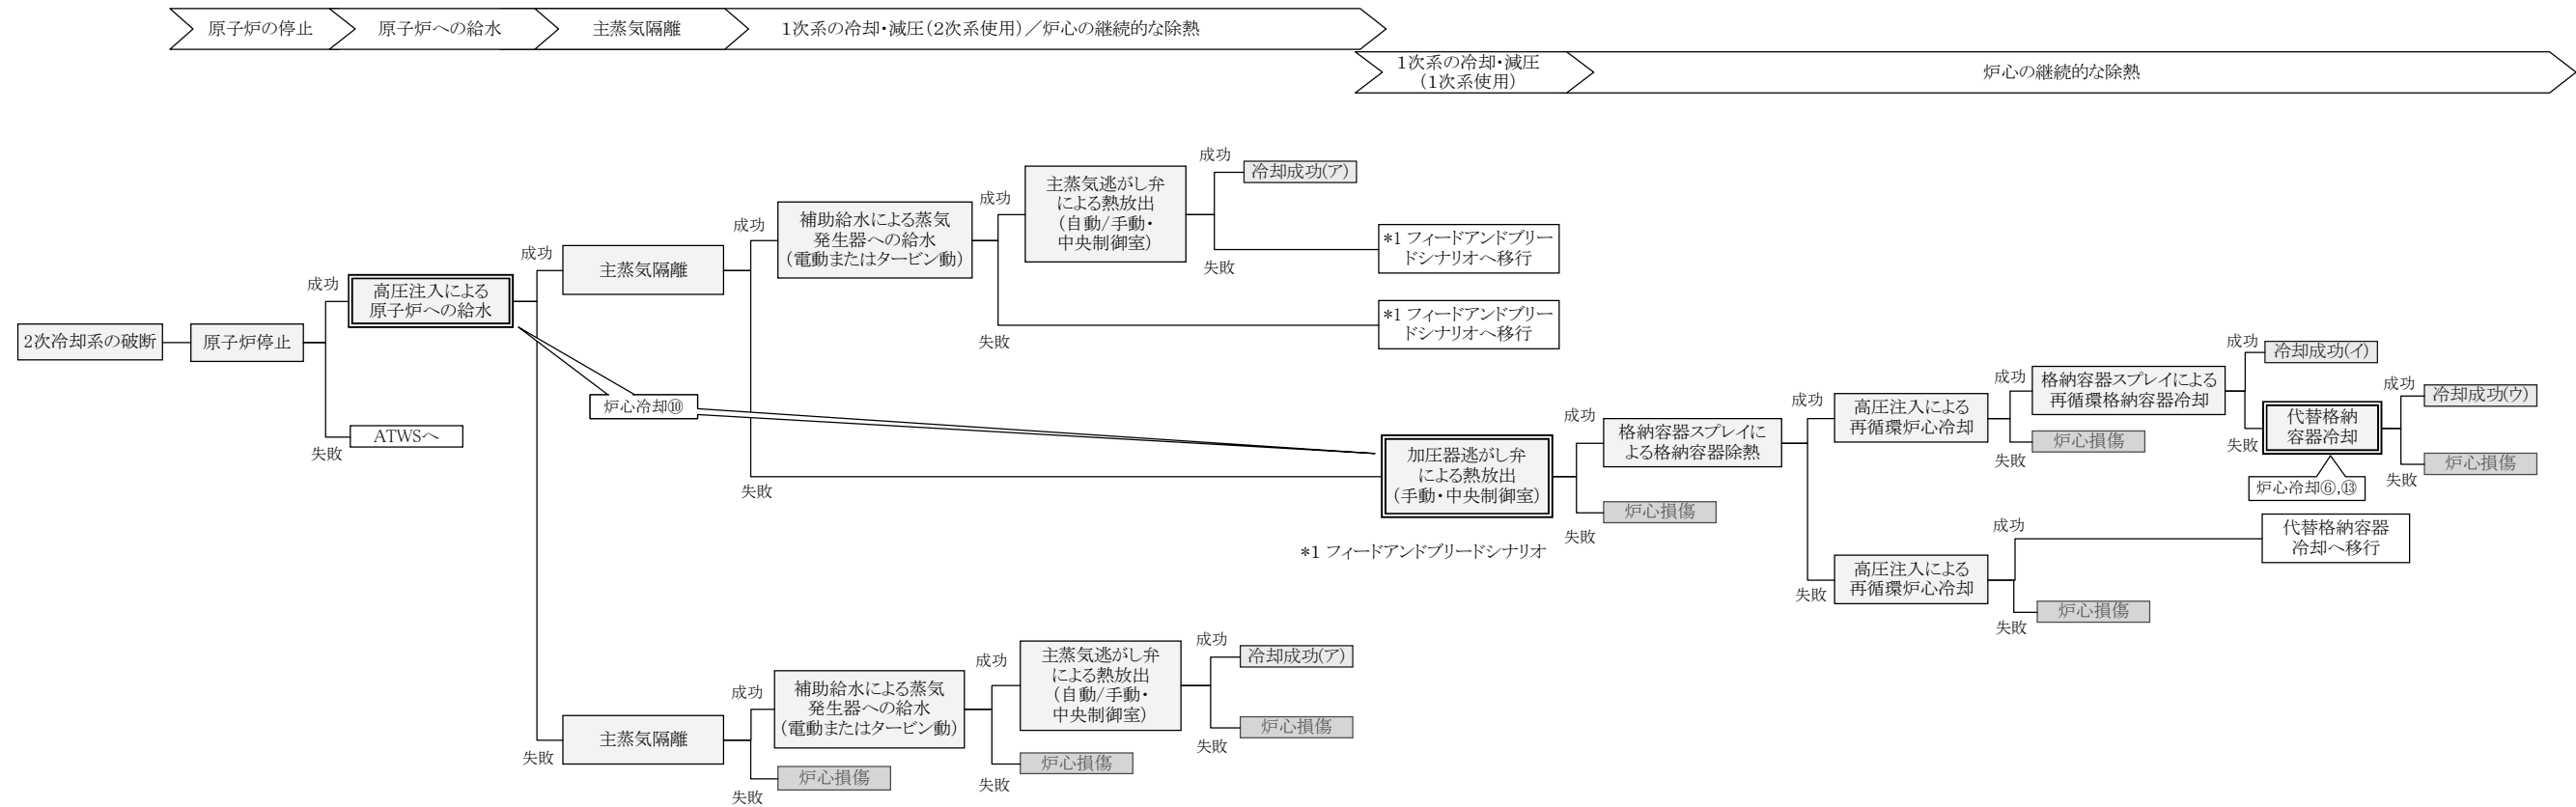 原子炉の停止
原子炉への給水
主蒸気隔離
1次系の冷却・減圧(2次系使用)/炉心の継続的な除熱
1次系の冷却・減圧
(1次系使用)
炉心の継続的な除熱
2次冷却系の破断
原子炉停止
成功
失敗
高圧注入による
原子炉への給水
ATWSへ
炉心冷却⑩
成功
失敗
主蒸気隔離
成功
失敗
補助給水による蒸気
発生器への給水
(電動またはタービン動)
成功
失敗
主蒸気逃がし弁
による熱放出
(自動/手動・
中央制御室)
成功
失敗
冷却成功(ア)
*1 フィードアンドブリー
ドシナリオへ移行
*1 フィードアンドブリー
ドシナリオへ移行
加圧器逃がし弁
による熱放出
(手動・中央制御室)
*1 フィードアンドブリードシナリオ
成功
失敗
格納容器スプレイに
よる格納容器除熱
炉心損傷
成功
失敗
高圧注入による
再循環炉心冷却
成功
失敗
格納容器スプレイによる
再循環格納容器冷却
炉心損傷
成功
失敗
冷却成功(イ)
代替格納
容器冷却
炉心冷却⑥,⑬
成功
失敗
冷却成功(ウ)
炉心損傷
高圧注入による
再循環炉心冷却
成功
失敗
代替格納容器
冷却へ移行
炉心損傷
主蒸気隔離
成功
失敗
補助給水による蒸気
発生器への給水
(電動またはタービン動)
炉心損傷
成功
失敗
主蒸気逃がし弁
による熱放出
(自動/手動・
中央制御室)
炉心損傷
成功
失敗
冷却成功(ア)
炉心損傷